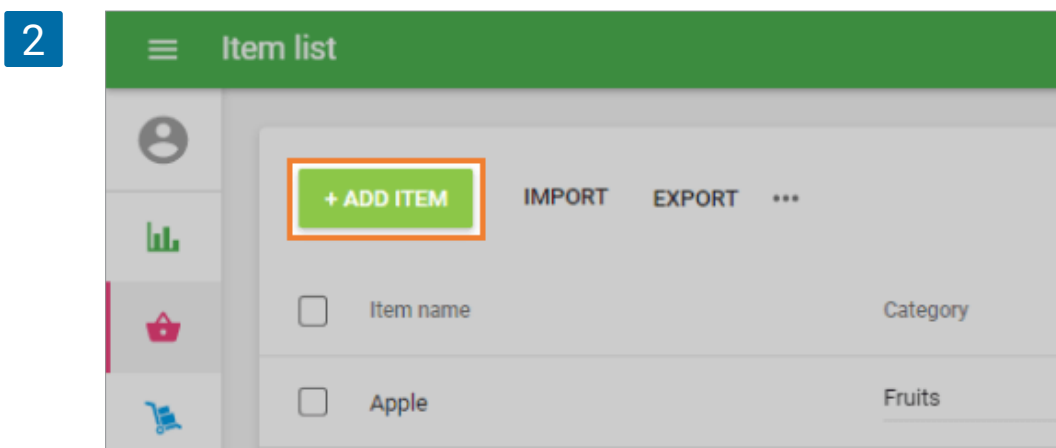 2
Item list
+ ADD ITEM IMPORT EXPORT •••
Item name Category
Apple Fruits